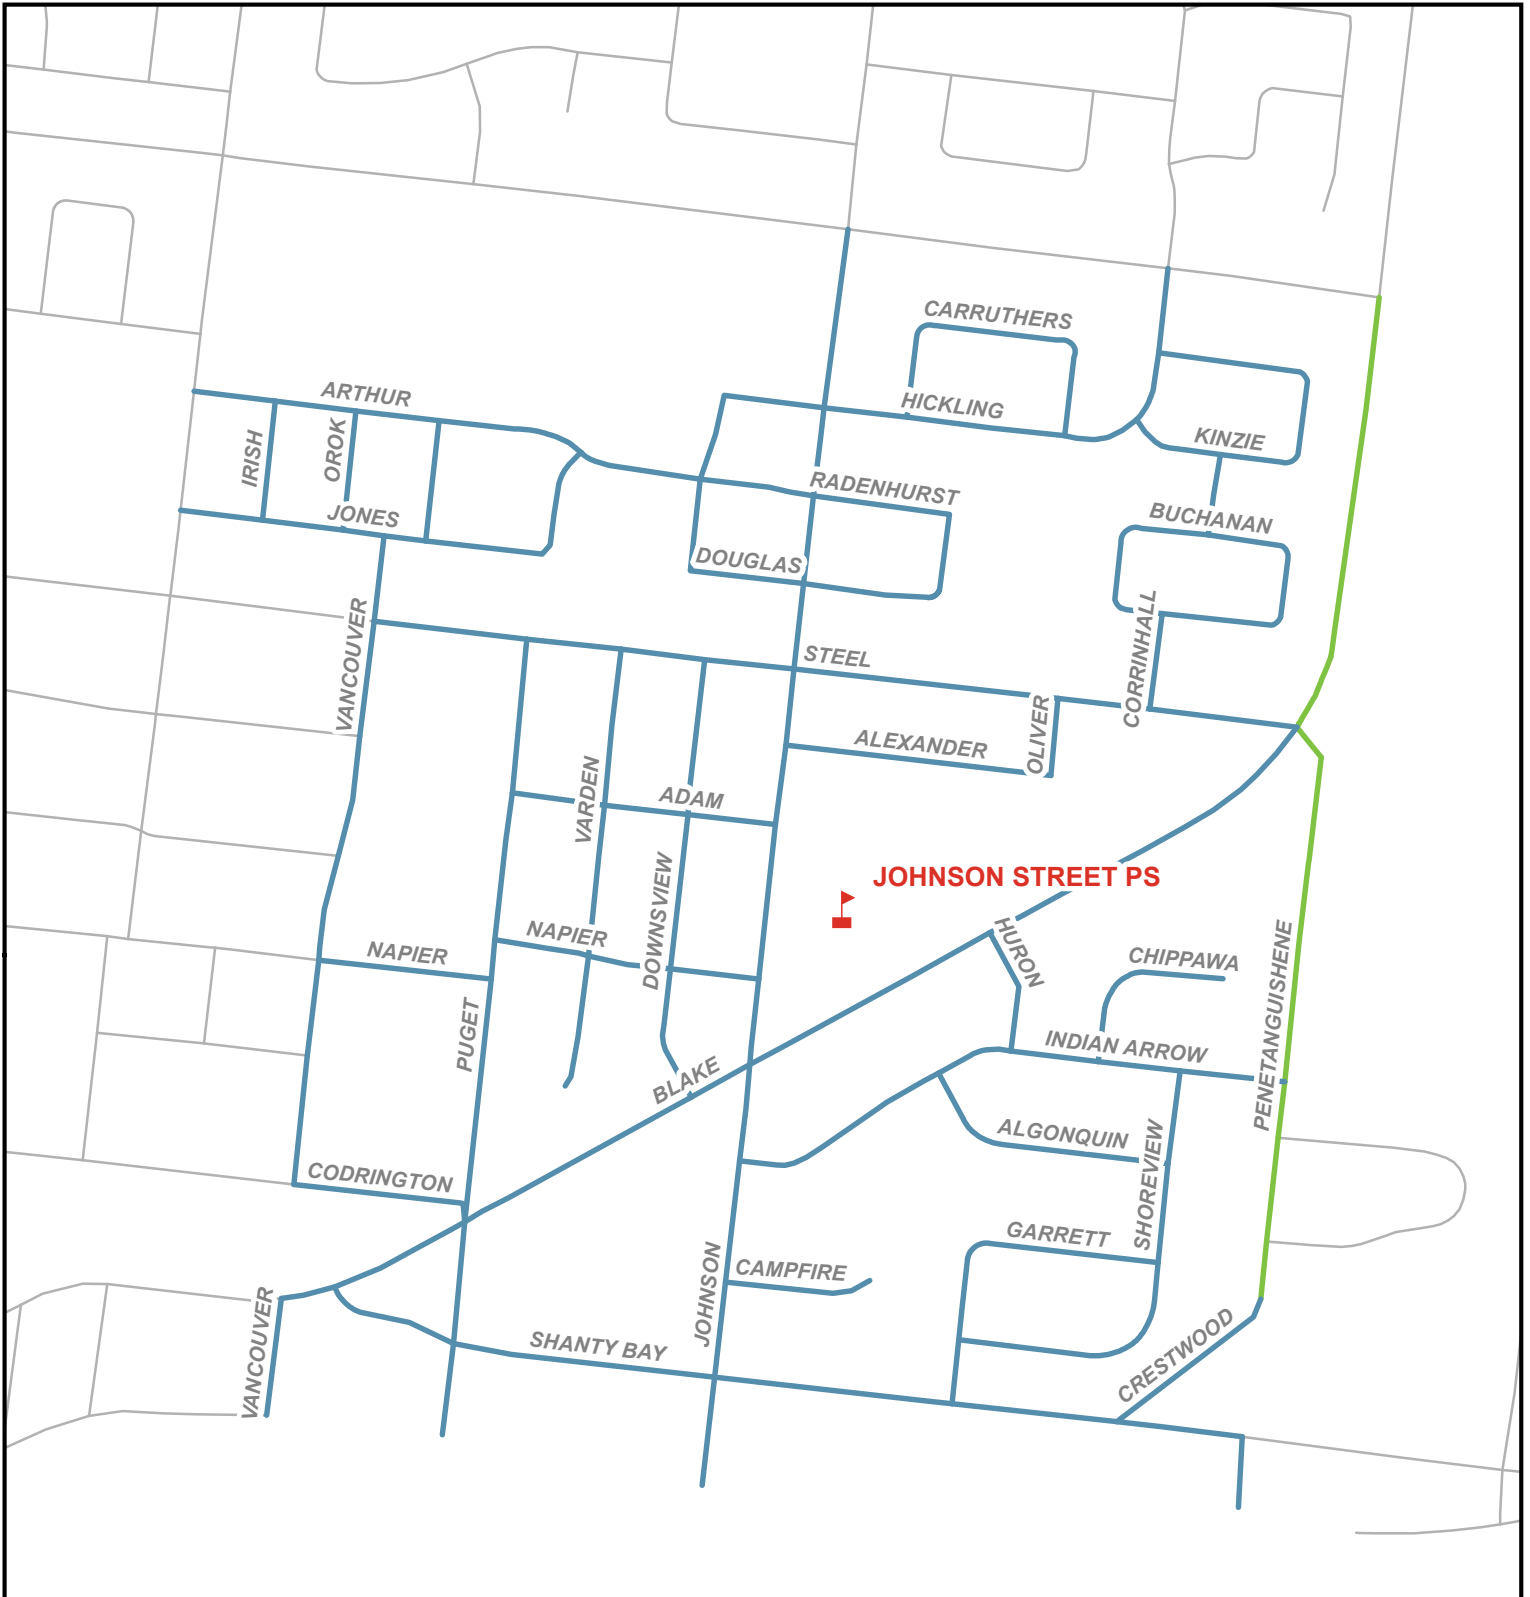 CARRUTHERS
ARTHUR
HICKLING
IRISH
OROK
KINZIE
RADENHURST
JONES
BUCHANAN
DOUGLAS
VANCOUVER
STEEL
CORRINHALL
OLIVER
ALEXANDER
VARDEN
ADAM
JOHNSON STREET PS
DOWNSVIEW
NAPIER
NAPIER
HURON
CHIPPAWA
PENETANGUISHENE
PUGET
INDIAN ARROW
BLAKE
ALGONQUIN
SHOREVIEW
CODRINGTON
GARRETT
CAMPFIRE
JOHNSON
VANCOUVER
SHANTY BAY
CRESTWOOD